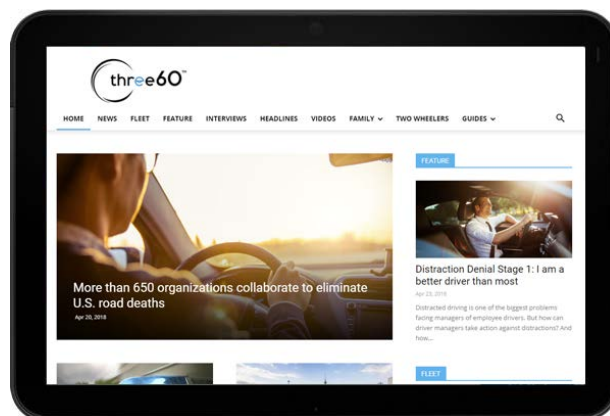 three60™
HOME NEWS FLEET FEATURE INTERVIEWS HEADLINES VIDEOS FAMILY TWO WHEELERS GUIDES
More than 650 organizations collaborate to eliminate
U.S. road deaths
Apr 20, 2018
FEATURE
Distraction Denial Stage 1: I am a
better driver than most
Apr 23, 2018
Distracted driving is one of the biggest problems
facing managers of employee drivers. But how can
driver managers take action against distractions? And
how...
FLEET